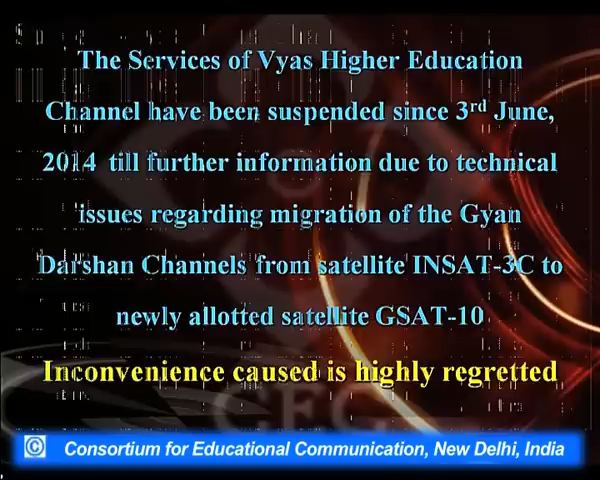 The Services of Vyas Higher Education
Channel have been suspended since 3rd June,
2014 till further information due to technical
issues regarding migration of the Gyan
Darshan Channels from satellite INSAT-3C to
newly allotted satellite GSAT-10
Inconvenience caused is highly regretted
CEC
© Consortium for Educational Communication, New Delhi, India